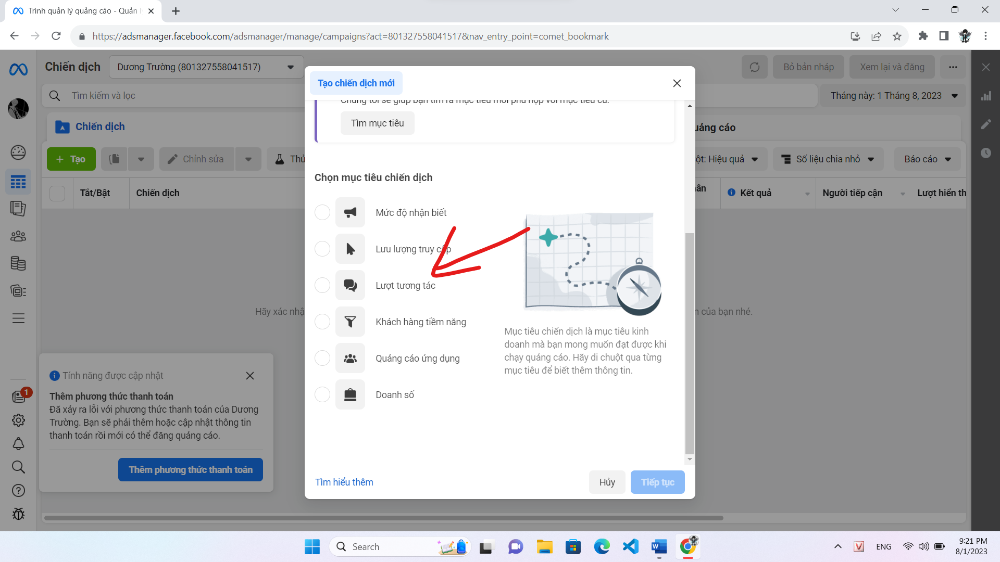 Trình quản lý quảng cáo - Quản l
https://adsmanager.facebook.com/adsmanager/manage/campaigns?act=801327558041517&nav_entry_point=comet_bookmark
Chiến dịch
Dương Trường (801327558041517)
Bỏ bản nháp
Xem lại và đăng
Tìm kiếm và lọc
Tháng này: 1 Tháng 8, 2023
Chiến dịch
uảng cáo
+ Tạo
Chỉnh sửa
Thử
ột: Hiệu quả
Số liệu chia nhỏ
Báo cáo
Tắt/Bật
Chiến dịch
ân
Kết quả
Người tiếp cận
Lượt hiển th
Hãy xác nhậ
n của bạn nhé.
Tạo chiến dịch mới
Chúng tôi sẽ giúp bạn tìm ra mục tiêu mới phù hợp với mục tiêu cũ.
Tìm mục tiêu
Chọn mục tiêu chiến dịch
Mức độ nhận biết
Lưu lượng truy cập
Lượt tương tác
Khách hàng tiềm năng
Quảng cáo ứng dụng
Doanh số
Mục tiêu chiến dịch là mục tiêu kinh
doanh mà bạn mong muốn đạt được khi
chạy quảng cáo. Hãy di chuột qua từng
mục tiêu để biết thêm thông tin.
Tìm hiểu thêm
Hủy
Tiếp tục
Tính năng được cập nhật
Thêm phương thức thanh toán
Đã xảy ra lỗi với phương thức thanh toán của Dương
Trường. Bạn sẽ phải thêm hoặc cập nhật thông tin
thanh toán rồi mới có thể đăng quảng cáo.
Thêm phương thức thanh toán
1
Search
ENG
9:21 PM
8/1/2023